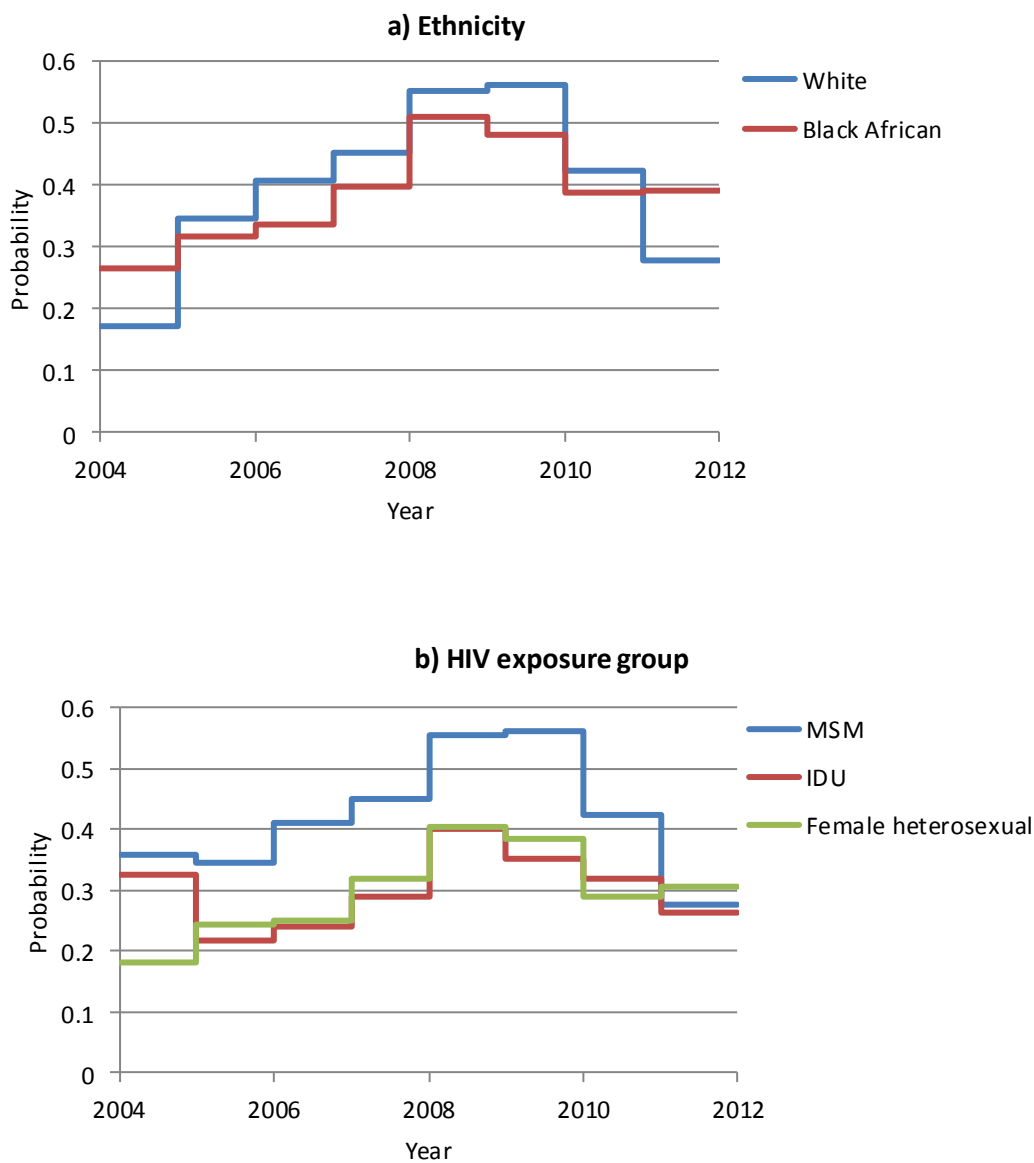 a) Ethnicity
0.6
0.5
0.4
0.3
0.2
0.1
0
Probability
2004 2006 2008 2010 2012
Year
White
Black African
b) HIV exposure group
0.6
0.5
0.4
0.3
0.2
0.1
0
Probability
2004 2006 2008 2010 2012
Year
MSM
IDU
Female heterosexual